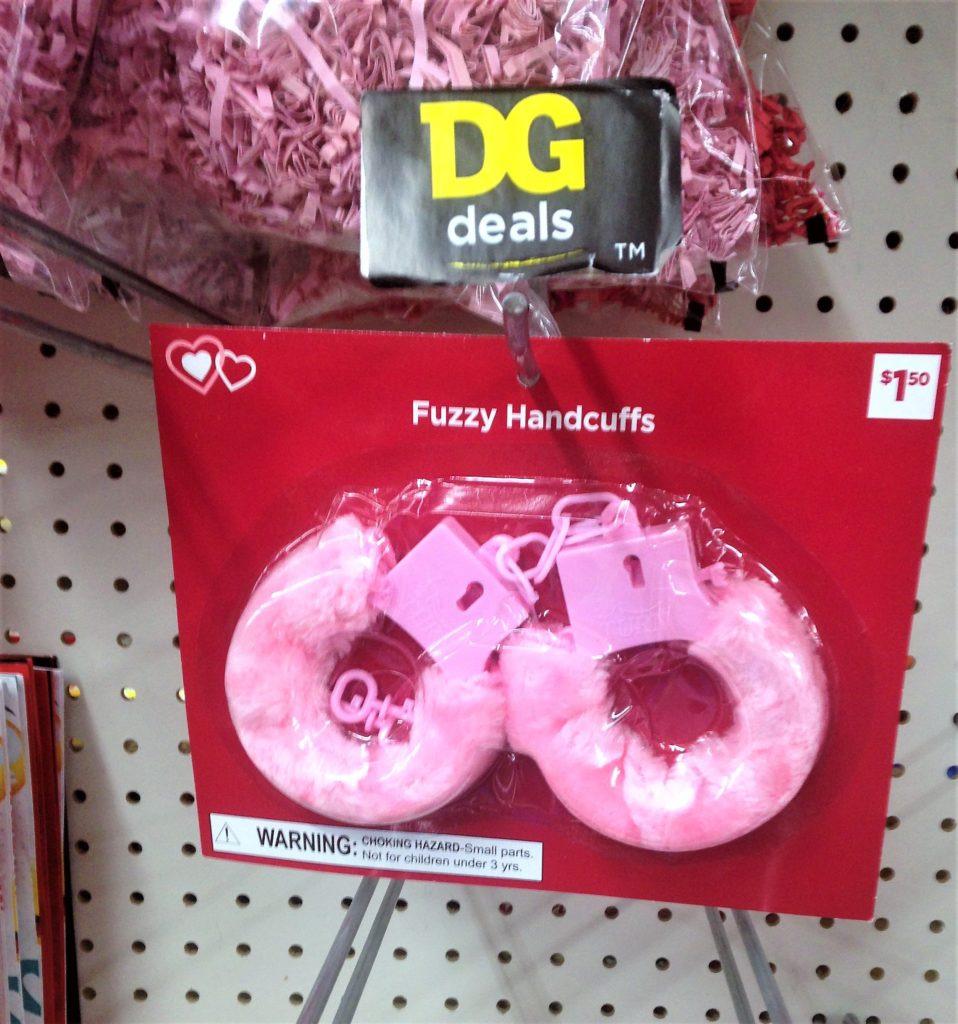 DG
deals
TM
$1.50
Fuzzy Handcuffs
WARNING: CHOKING HAZARD-Small parts.
Not for children under 3 yrs.